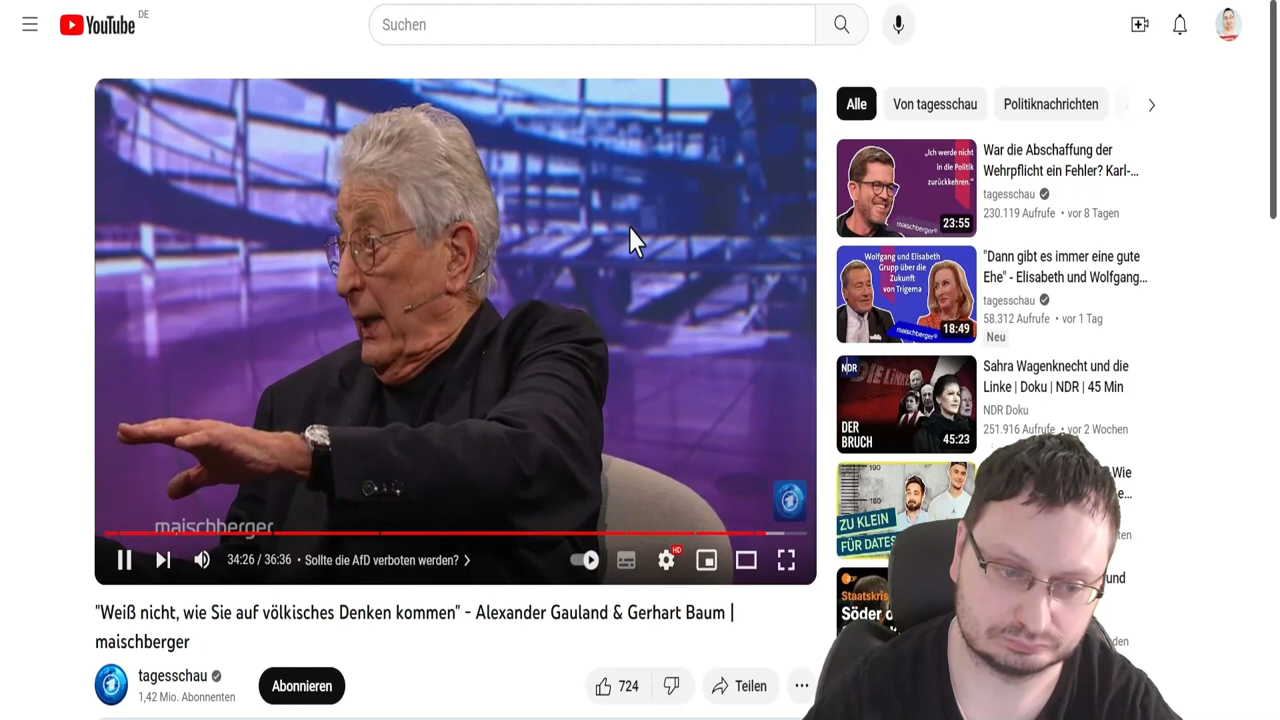 YouTube DE
Suchen
maischberger
34:26 / 36:36 • Sollte die AfD verboten werden?
HD
"Weiß nicht, wie Sie auf völkisches Denken kommen" - Alexander Gauland & Gerhart Baum |
maischberger
tagesschau
1,42 Mio. Abonnenten
Abonnieren
724
Teilen
Alle
Von tagesschau
Politiknachrichten
„Ich werde nicht
in die Politik
zurückkehren."
maischberger
23:55
War die Abschaffung der
Wehrpflicht ein Fehler? Karl-...
tagesschau
230.119 Aufrufe • vor 8 Tagen
Wolfgang und Elisabeth
Grupp über die
Zukunft
von Trigema
maischberger
18:49
"Dann gibt es immer eine gute
Ehe" - Elisabeth und Wolfgang...
tagesschau
58.312 Aufrufe • vor 1 Tag
Neu
NDR
DIE LINKE
DER
BRUCH
45:23
Sahra Wagenknecht und die
Linke | Doku | NDR | 45 Min
NDR Doku
251.916 Aufrufe • vor 2 Wochen
190
180
ZU KLEIN
FÜR DATES
Wie
Staatskris
Söder
und